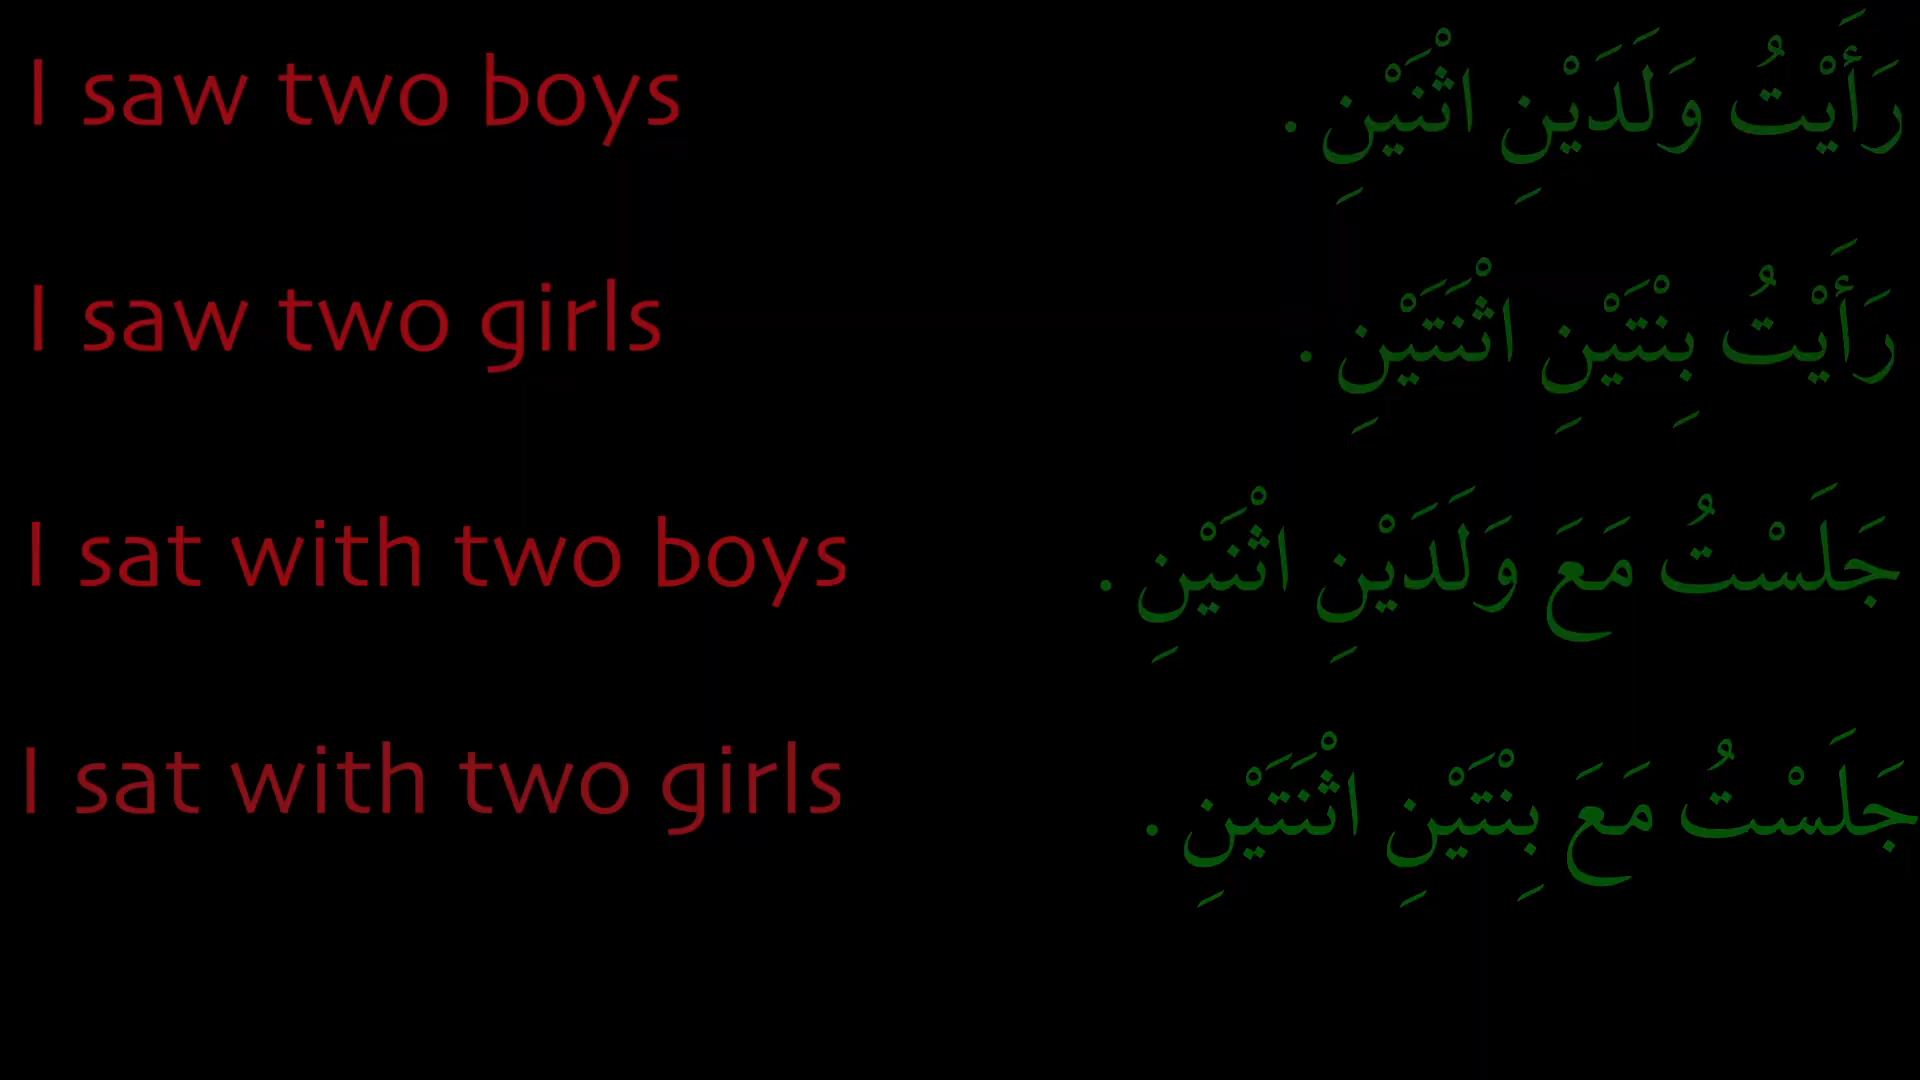 I saw two boys رَأَيْتُ وَلَدَيْنِ اثْنَيْنِ .
I saw two girls رَأَيْتُ بِنْتَيْنِ اثْنَتَيْنِ .
I sat with two boys جَلَسْتُ مَعَ وَلَدَيْنِ اثْنَيْنِ .
I sat with two girls جَلَسْتُ مَعَ بِنْتَيْنِ اثْنَتَيْنِ .